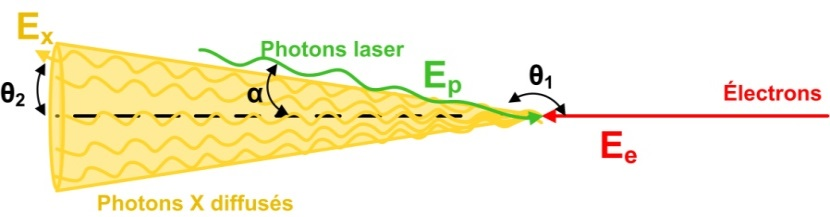 Eₓ
Photons laser
Eₚ
θ₁
θ₂
α
Électrons
Eₑ
Photons X diffusés